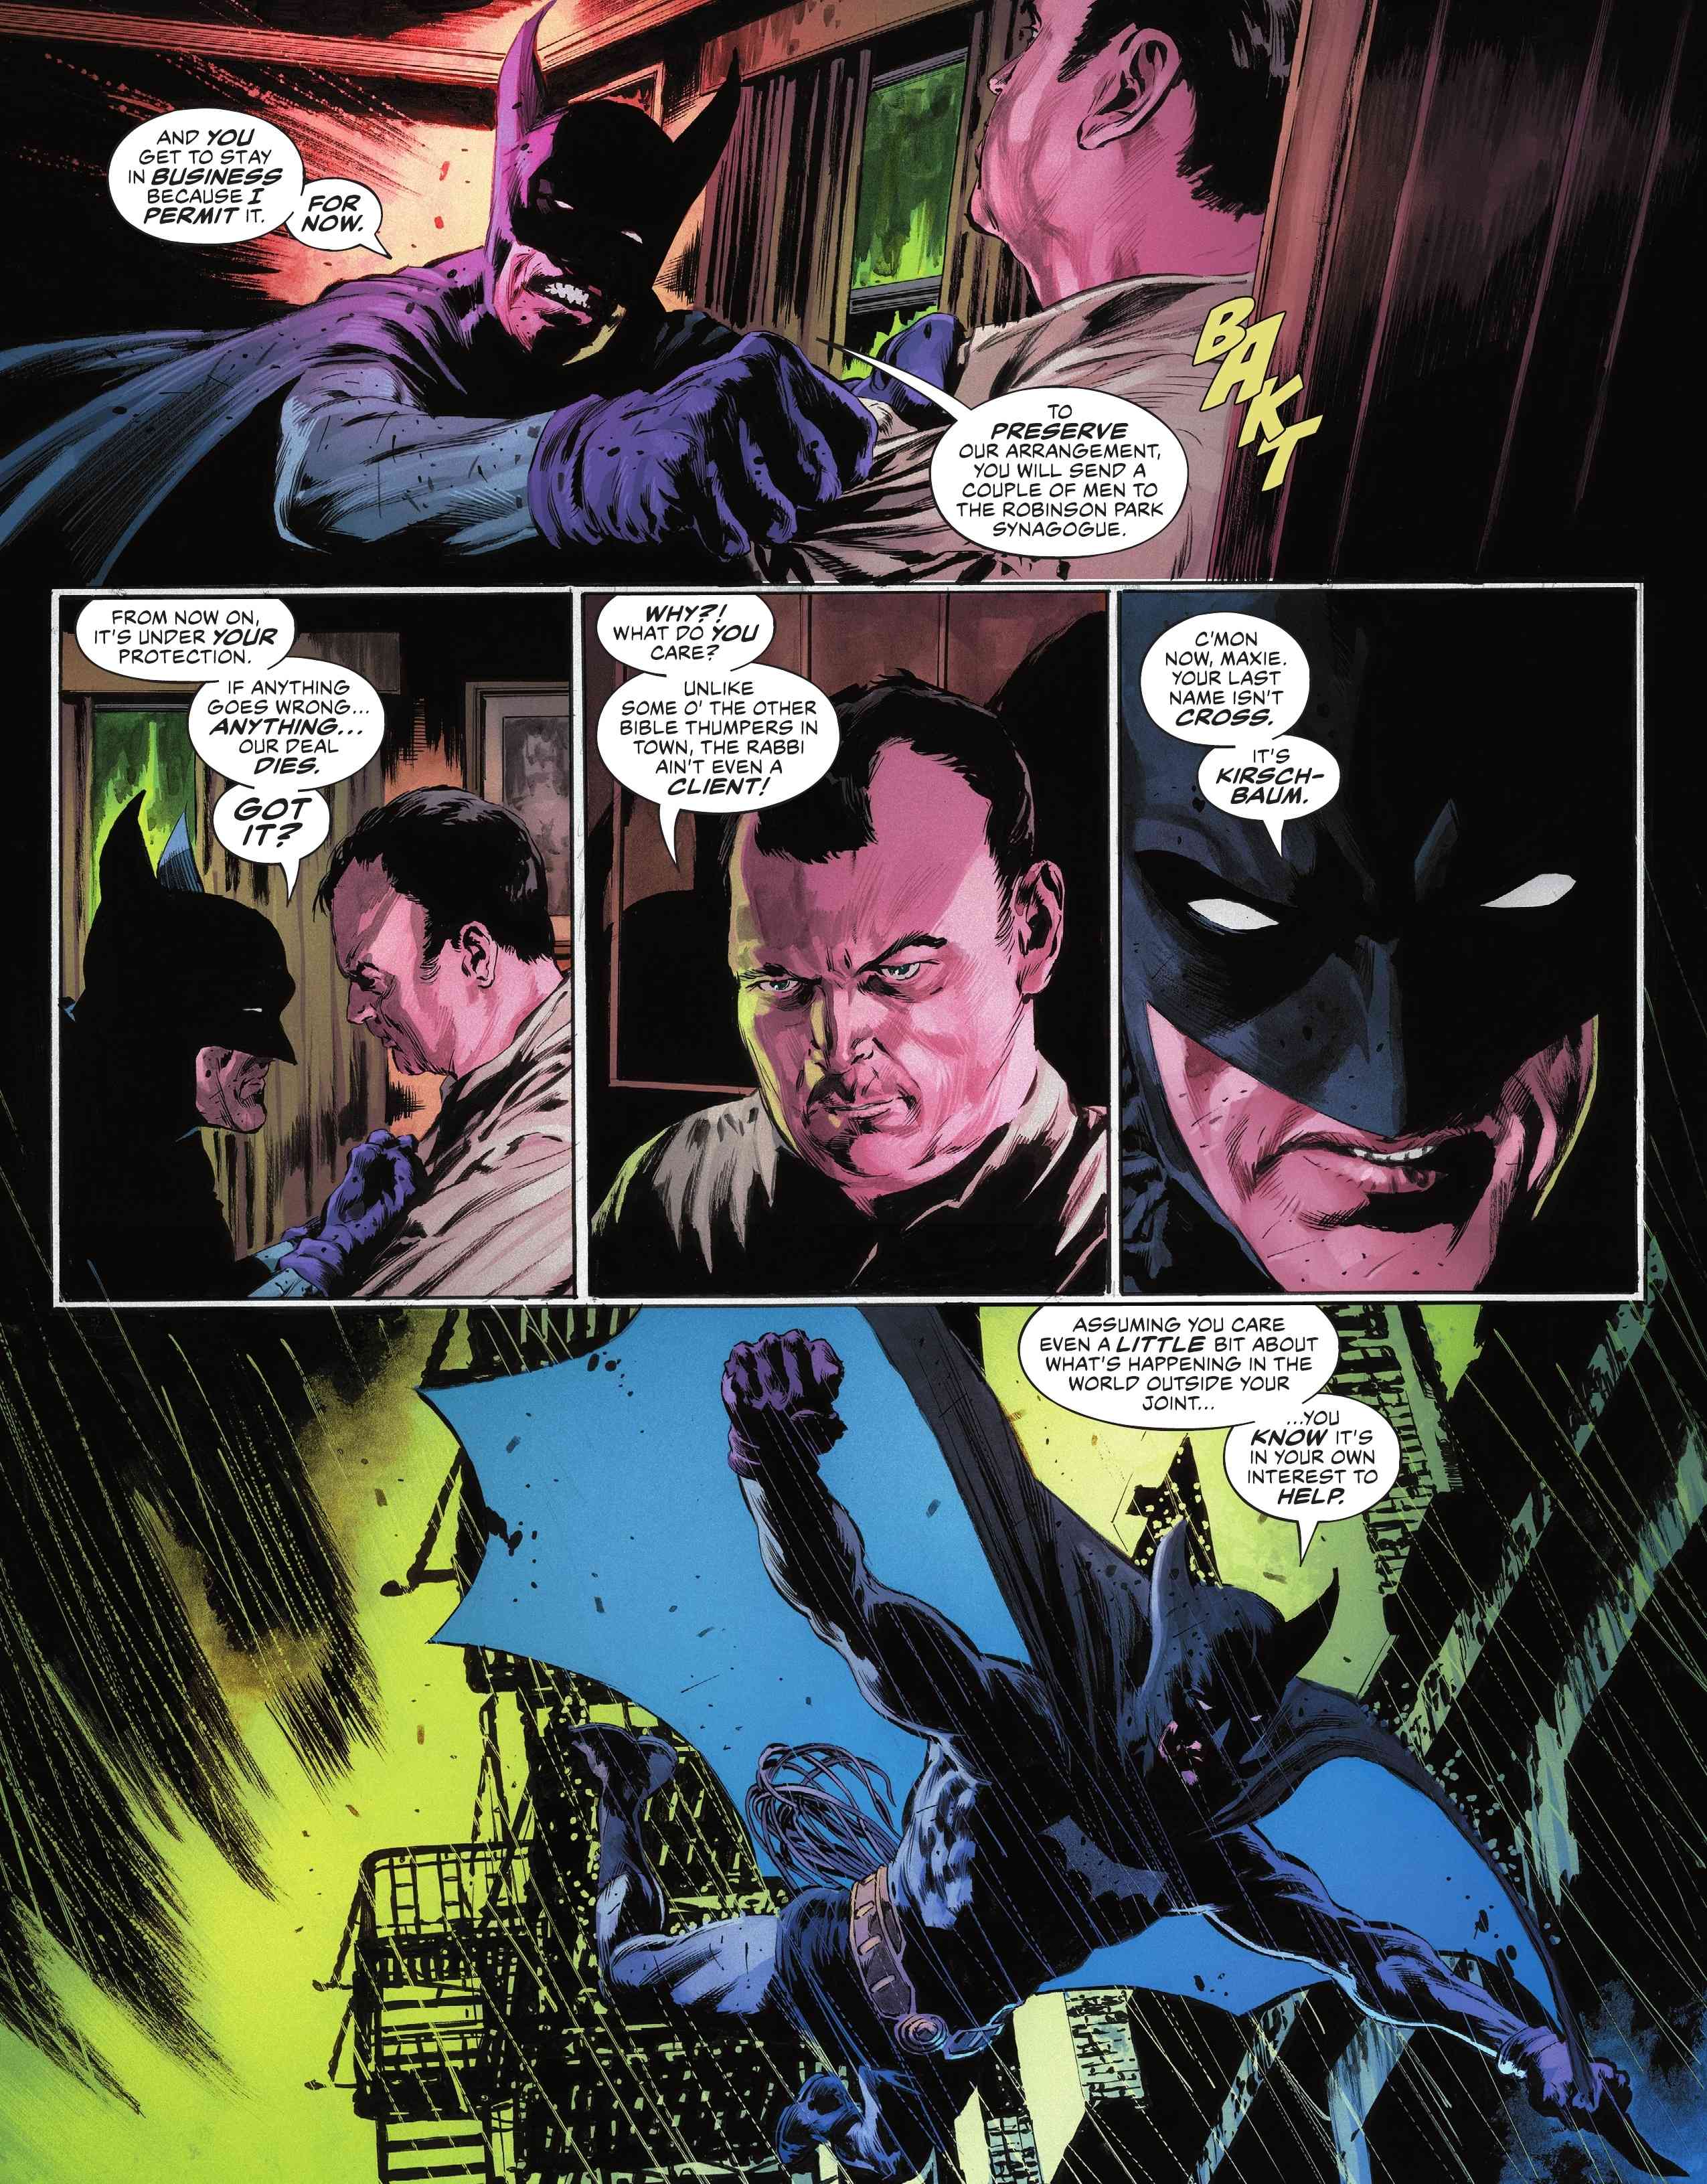 AND YOU
GET TO STAY
IN BUSINESS
BECAUSE I
PERMIT IT.
FOR
NOW.
BAKT
TO
PRESERVE
OUR ARRANGEMENT,
YOU WILL SEND A
COUPLE OF MEN TO
THE ROBINSON PARK
SYNAGOGUE.
FROM NOW ON,
IT'S UNDER YOUR
PROTECTION.
IF ANYTHING
GOES WRONG...
ANYTHING...
OUR DEAL
DIES.
GOT
IT?
WHY?!
WHAT DO YOU
CARE?
UNLIKE
SOME O' THE OTHER
BIBLE THUMPERS IN
TOWN, THE RABBI
AIN'T EVEN A
CLIENT!
C'MON
NOW, MAXIE.
YOUR LAST
NAME ISN'T
CROSS.
IT'S
KIRSCH-
BAUM.
ASSUMING YOU CARE
EVEN A LITTLE BIT ABOUT
WHAT'S HAPPENING IN THE
WORLD OUTSIDE YOUR
JOINT...
...YOU
KNOW IT'S
IN YOUR OWN
INTEREST TO
HELP.